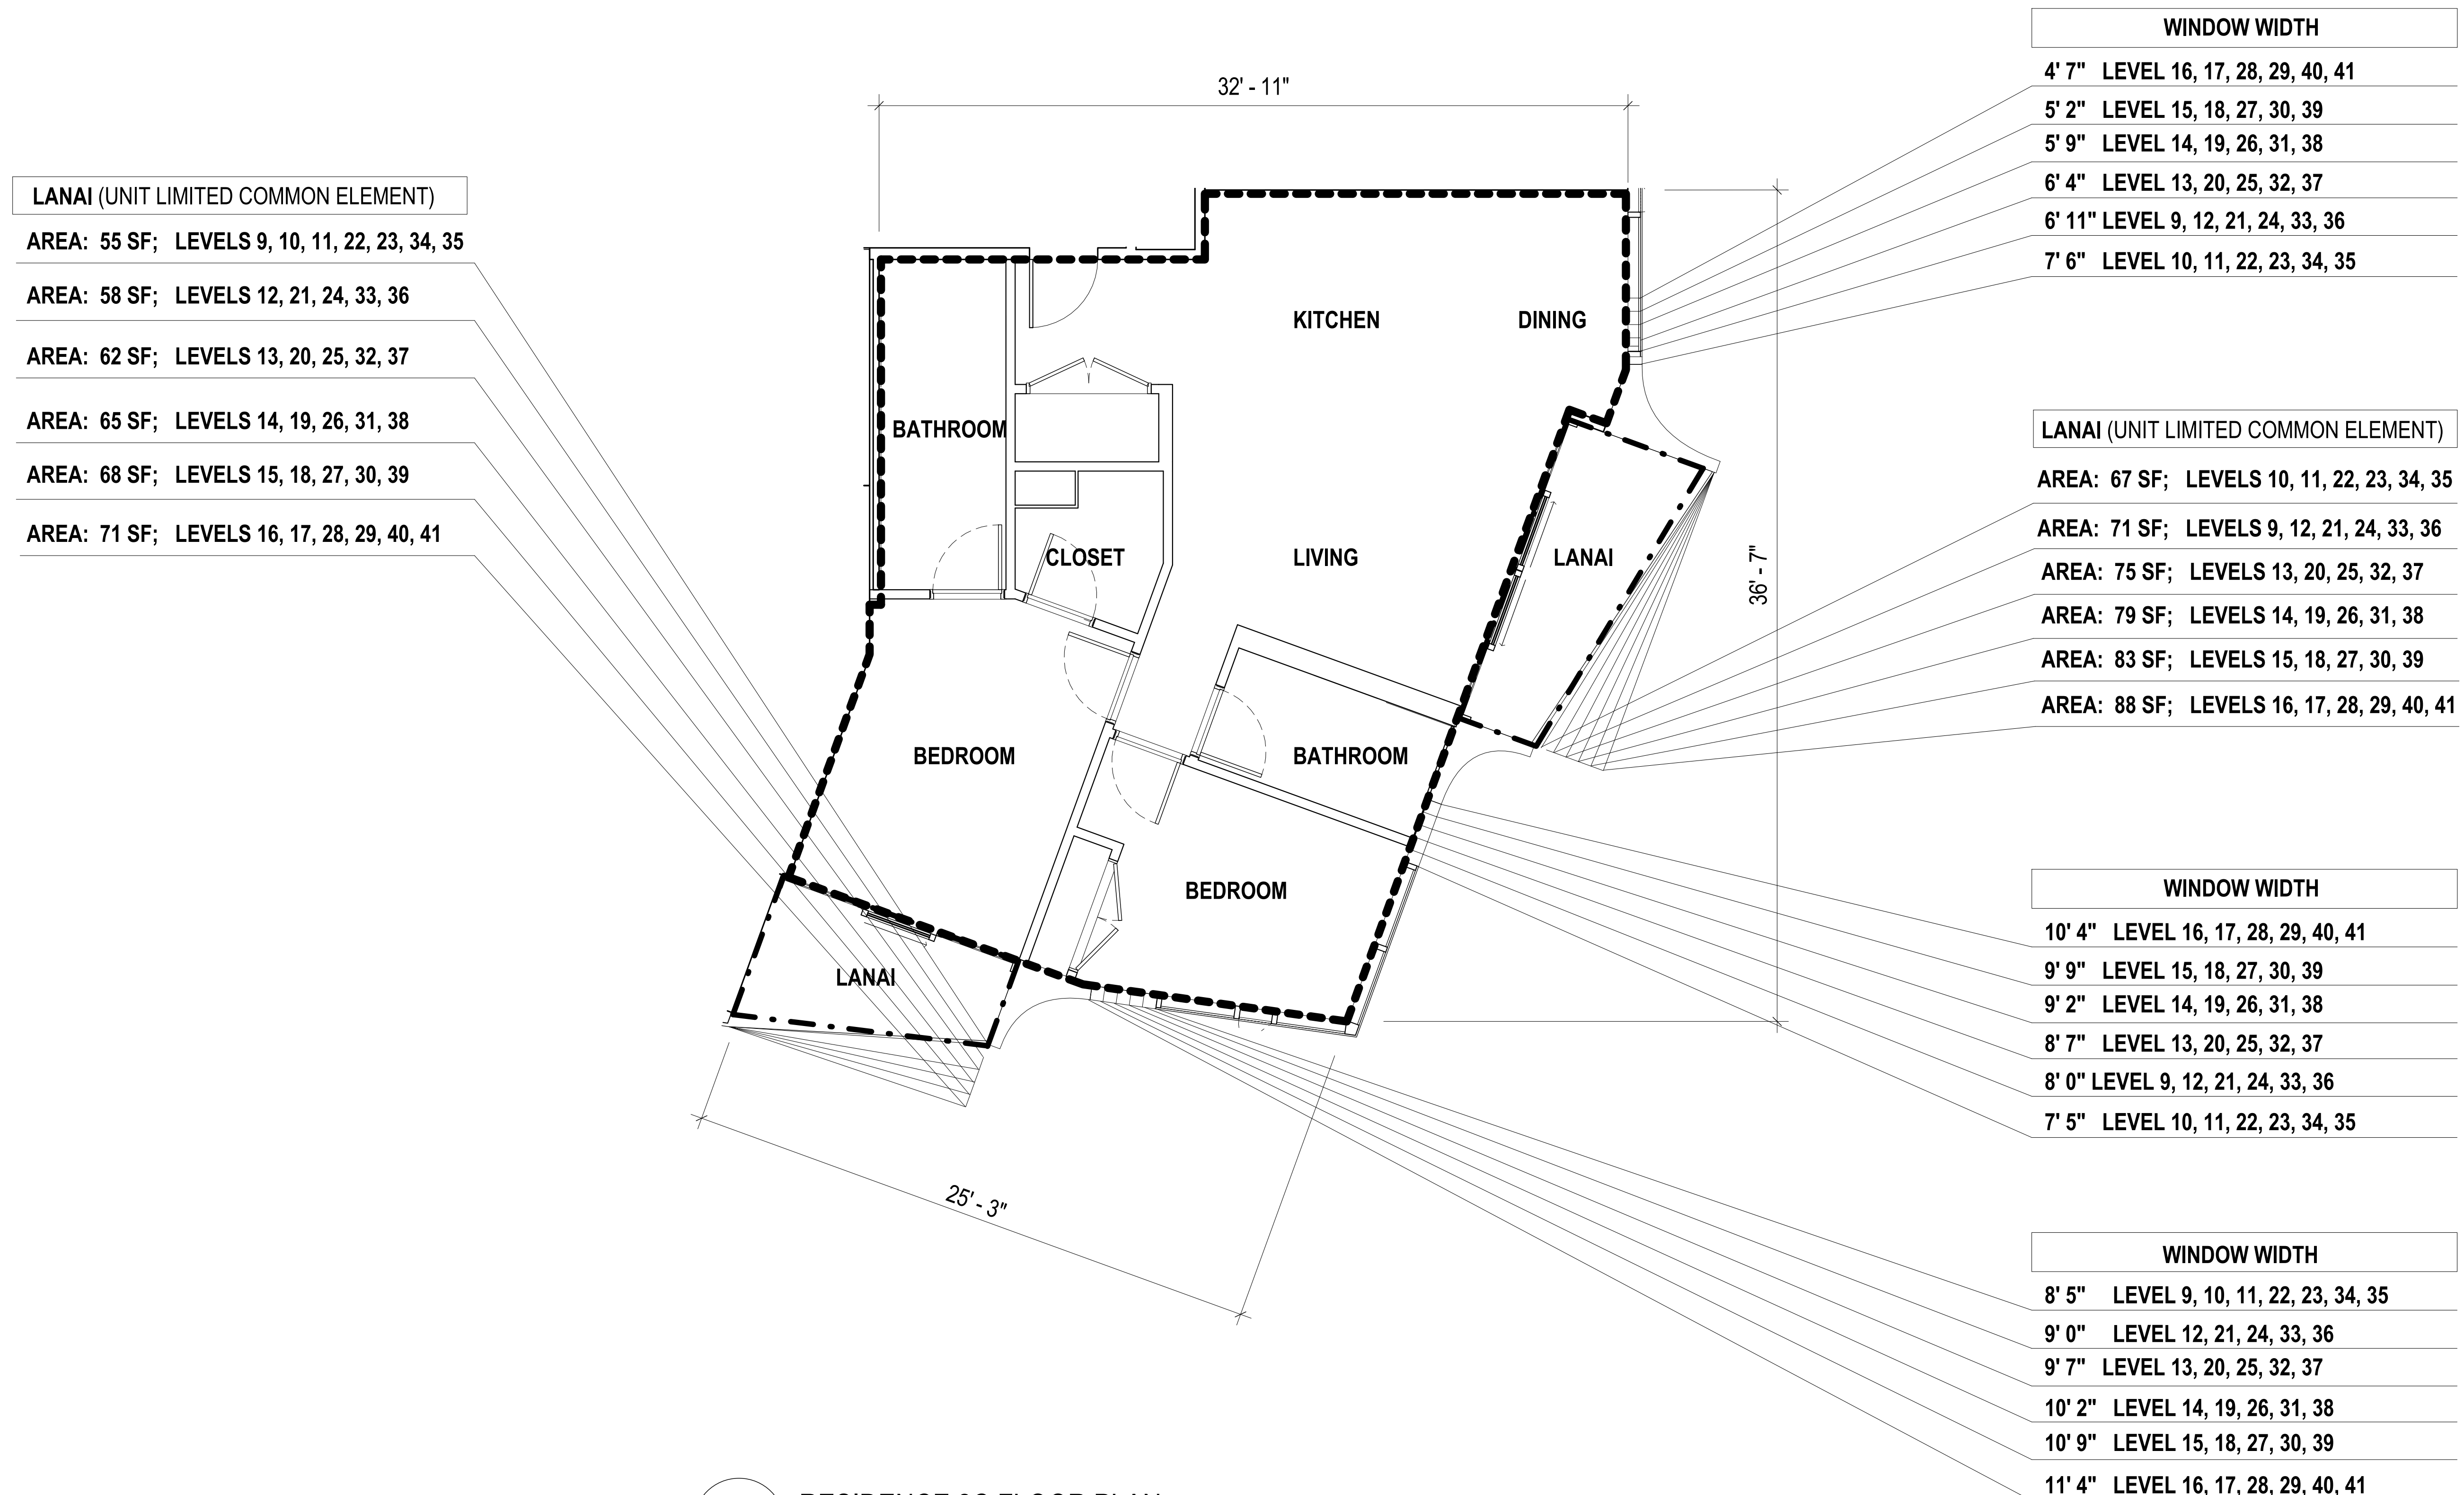 WINDOW WIDTH
4' 7" LEVEL 16, 17, 28, 29, 40, 41
5' 2" LEVEL 15, 18, 27, 30, 39
5' 9" LEVEL 14, 19, 26, 31, 38
6' 4" LEVEL 13, 20, 25, 32, 37
6' 11" LEVEL 9, 12, 21, 24, 33, 36
7' 6" LEVEL 10, 11, 22, 23, 34, 35
32' - 11"
LANAI (UNIT LIMITED COMMON ELEMENT)
AREA: 55 SF; LEVELS 9, 10, 11, 22, 23, 34, 35
AREA: 58 SF; LEVELS 12, 21, 24, 33, 36
AREA: 62 SF; LEVELS 13, 20, 25, 32, 37
AREA: 65 SF; LEVELS 14, 19, 26, 31, 38
AREA: 68 SF; LEVELS 15, 18, 27, 30, 39
AREA: 71 SF; LEVELS 16, 17, 28, 29, 40, 41
KITCHEN
DINING
BATHROOM
CLOSET
LIVING
LANAI
36' - 7"
BEDROOM
BATHROOM
BEDROOM
LANAI
25' - 3"
LANAI (UNIT LIMITED COMMON ELEMENT)
AREA: 67 SF; LEVELS 10, 11, 22, 23, 34, 35
AREA: 71 SF; LEVELS 9, 12, 21, 24, 33, 36
AREA: 75 SF; LEVELS 13, 20, 25, 32, 37
AREA: 79 SF; LEVELS 14, 19, 26, 31, 38
AREA: 83 SF; LEVELS 15, 18, 27, 30, 39
AREA: 88 SF; LEVELS 16, 17, 28, 29, 40, 41
WINDOW WIDTH
10' 4" LEVEL 16, 17, 28, 29, 40, 41
9' 9" LEVEL 15, 18, 27, 30, 39
9' 2" LEVEL 14, 19, 26, 31, 38
8' 7" LEVEL 13, 20, 25, 32, 37
8' 0" LEVEL 9, 12, 21, 24, 33, 36
7' 5" LEVEL 10, 11, 22, 23, 34, 35
WINDOW WIDTH
8' 5" LEVEL 9, 10, 11, 22, 23, 34, 35
9' 0" LEVEL 12, 21, 24, 33, 36
9' 7" LEVEL 13, 20, 25, 32, 37
10' 2" LEVEL 14, 19, 26, 31, 38
10' 9" LEVEL 15, 18, 27, 30, 39
11' 4" LEVEL 16, 17, 28, 29, 40, 41
FLOOR PLAN